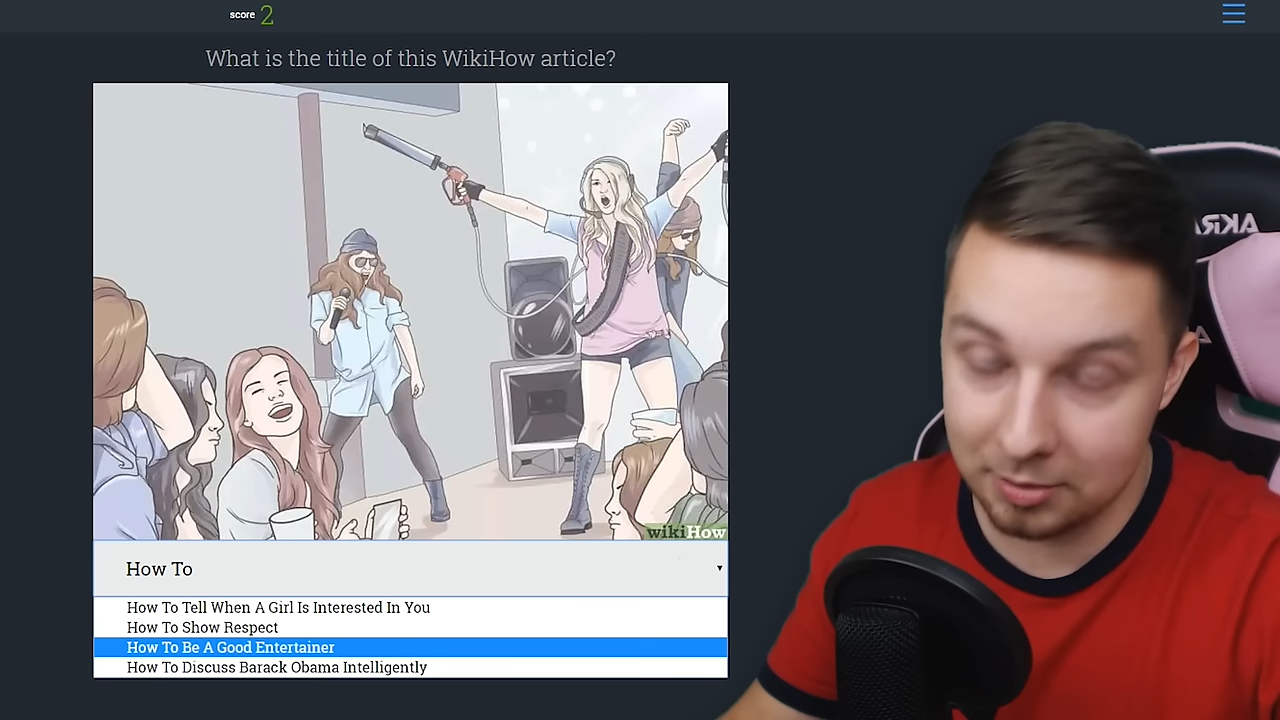 score 2
What is the title of this WikiHow article?
AKRA
wikiHow
How To
How To Tell When A Girl Is Interested In You
How To Show Respect
How To Be A Good Entertainer
How To Discuss Barack Obama Intelligently